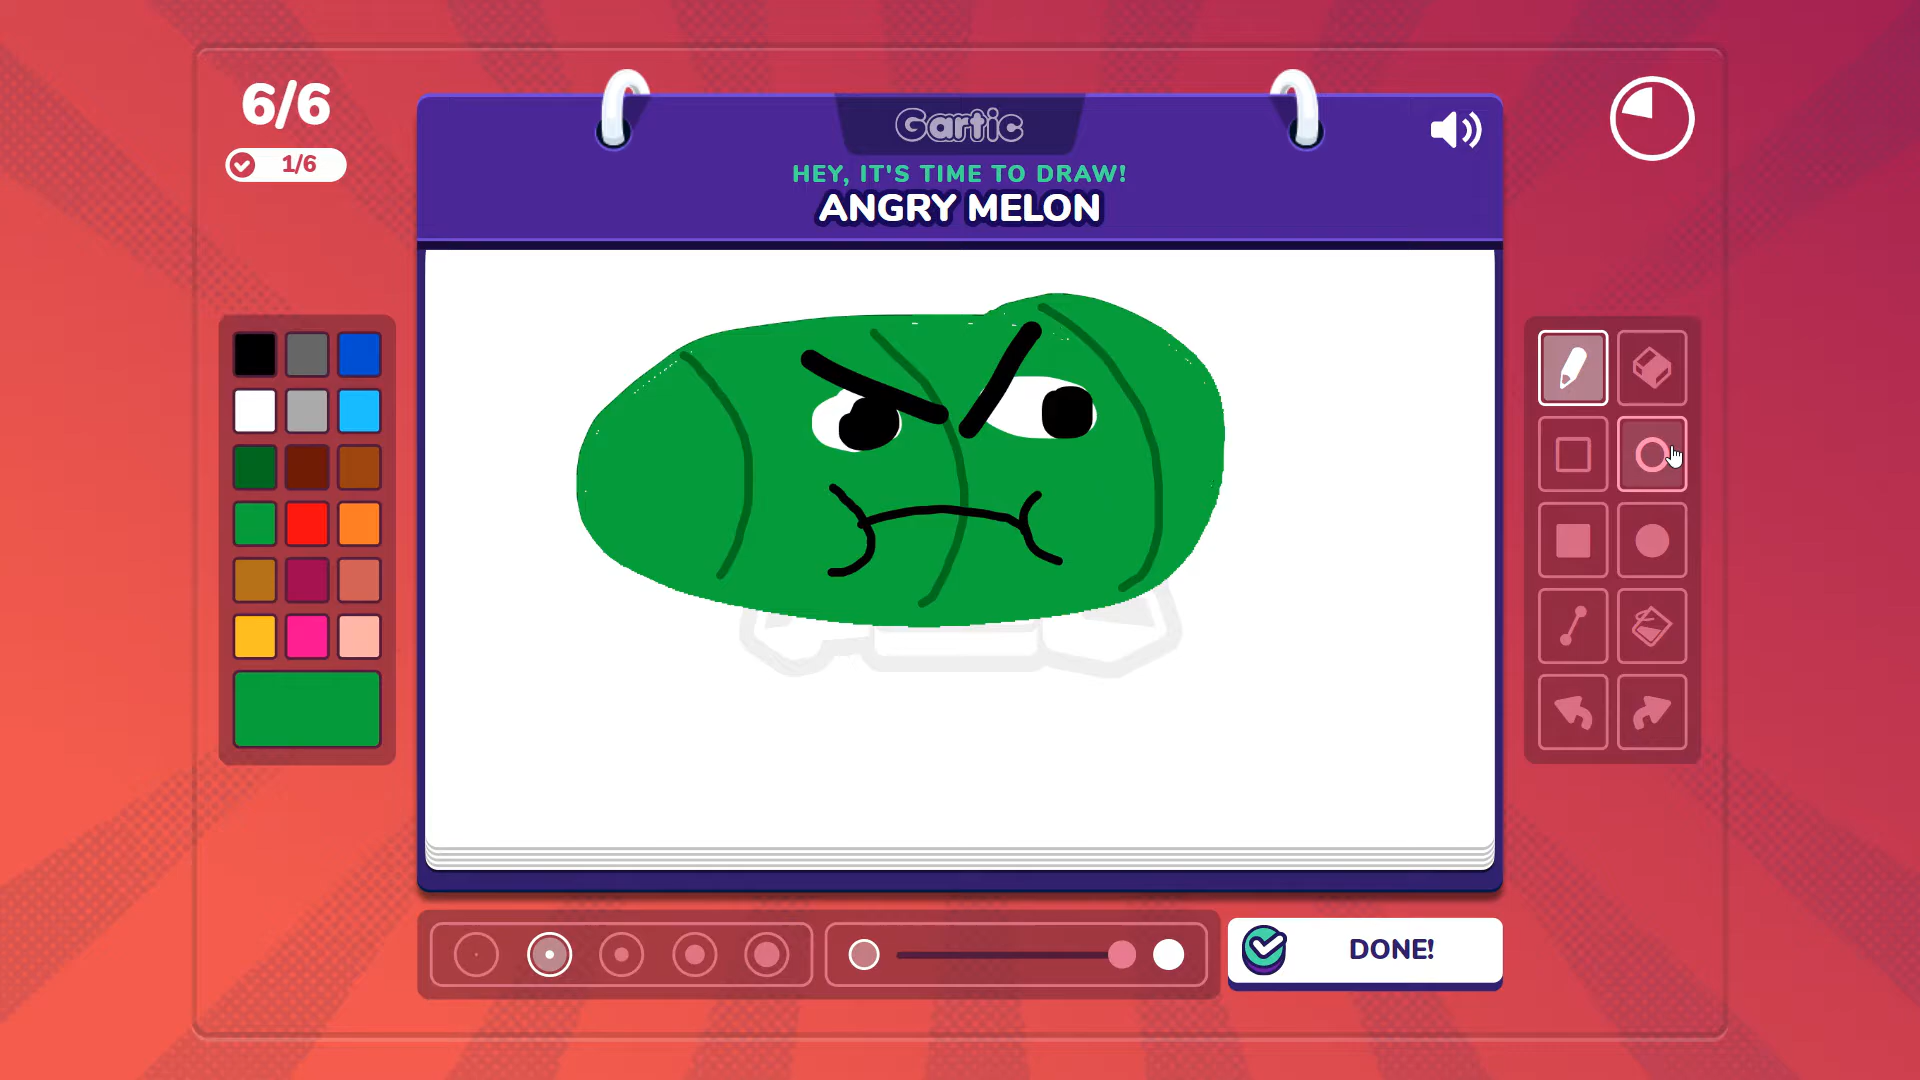 6/6
1/6
Gartic
HEY, IT'S TIME TO DRAW!
ANGRY MELON
DONE!